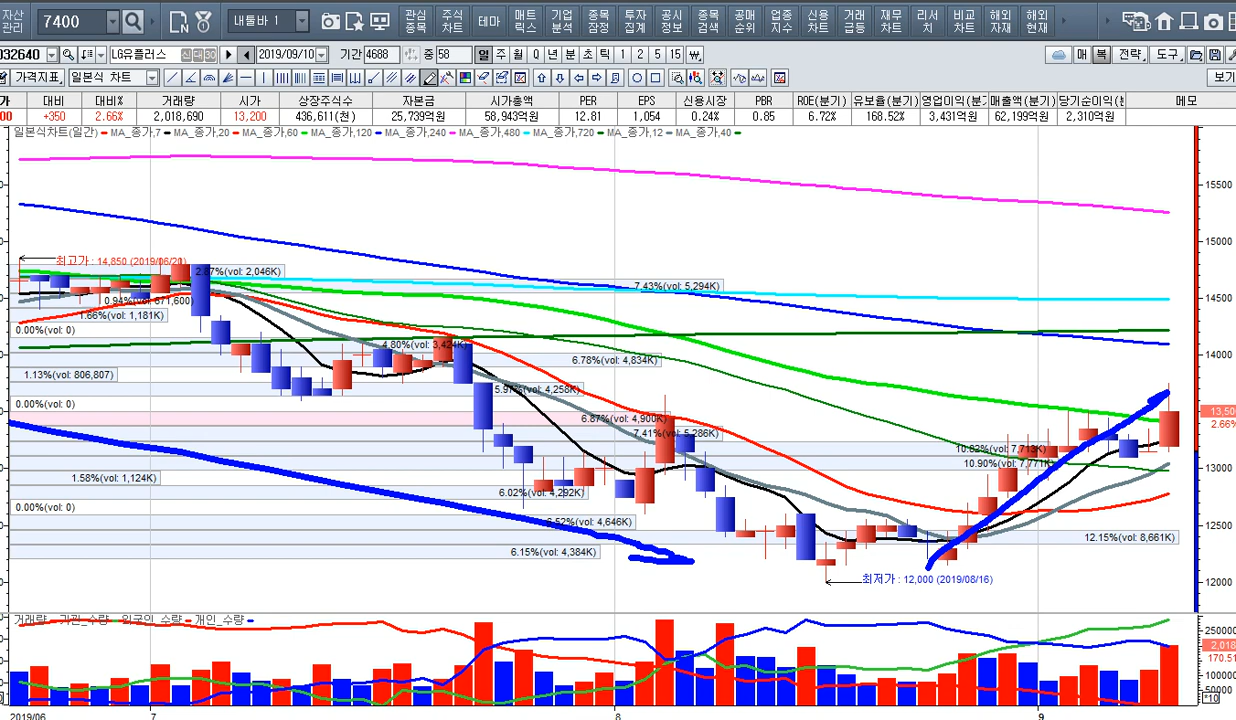 자산 관리 7400 내툴바 1 관심 종목 주식 차트 테마 매트 릭스 기업 분석 종목 잠정 투자 집계 공시 정보 종목 검색 공매 순위 업종 지수 신용 차트 거래 급등 재무 차트 리서 치 비교 차트 해외 자재 해외 현재
032640 LG유플러스 2019/09/10 기간 4688 중 58 일 주 월 Q 년 분 초 틱 1 2 3 5 15 매 복 전략 도구
가격지표 일본식 차트 보기
가 대비 대비% 거래량 시가 상장주식수 자본금 시가총액 PER EPS 신용시장 PBR ROE(분기) 유보율(분기) 영업이익(분기 매출액(분기) 당기순이익(분 메모
00 +350 2.66% 2,018,690 13,200 436,611(천) 25,739억원 58,943억원 12.81 1,054 0.24% 0.85 6.72% 168.52% 3,431억원 62,199억원 2,310억원
일본식차트(일간) MA_종가,7 MA_종가,20 MA_종가,60 MA_종가,120 MA_종가,240 MA_종가,480 MA_종가,720 MA_종가,12 MA_종가,40
15500
15000
최고가 : 14,850 (2019/06/20)
2.87%(vol: 2,046K)
7.43%(vol: 5,294K)
14500
0.94%(vol: 671,600)
1.66%(vol: 1,181K)
0.00%(vol: 0)
4.80%(vol: 3,424K)
14000
6.78%(vol: 4,834K)
1.13%(vol: 806,807)
5.97%(vol: 4,258K)
0.00%(vol: 0)
13,50
6.87%(vol: 4,900K)
2.66%
7.41%(vol: 5,286K)
10.82%(vol: 7,713K)
10.90%(vol: 7,771K)
13000
1.58%(vol: 1,124K)
6.02%(vol: 4,292K)
0.00%(vol: 0)
6.52%(vol: 4,646K)
12500
12.15%(vol: 8,661K)
6.15%(vol: 4,384K)
최저가 : 12,000 (2019/08/16)
12000
거래량 기관_수량 외국인_수량 개인_수량
250000
2,018
170.51
100000
50000
*10
2019/06 7 8 9